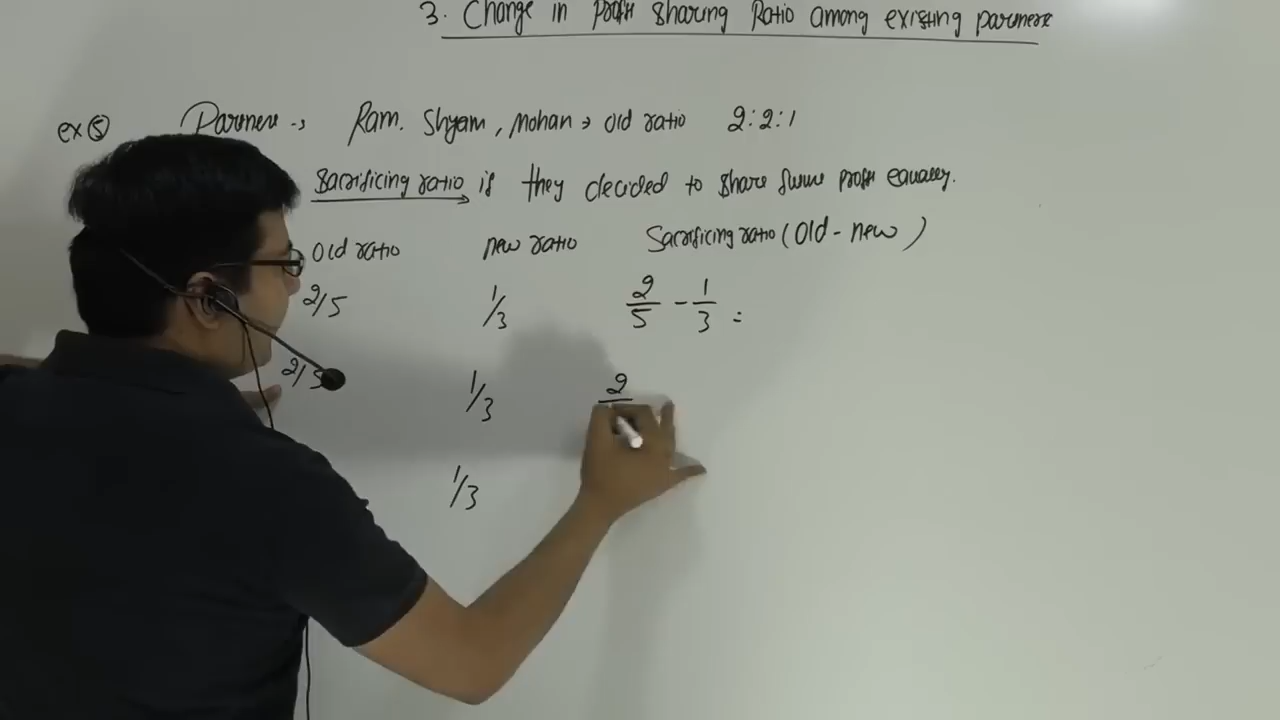 3. Change in Profit Sharing Ratio among existing partners
ex ⑤ Partners → Ram, Shyam, Mohan → old ratio 2:2:1
Sacrificing ratio if they decided to share future profit equally.
Old ratio new ratio Sacrificing ratio (Old - new)
2/5 1/3 2/5 - 1/3 =
2/5 1/3 2
1/3